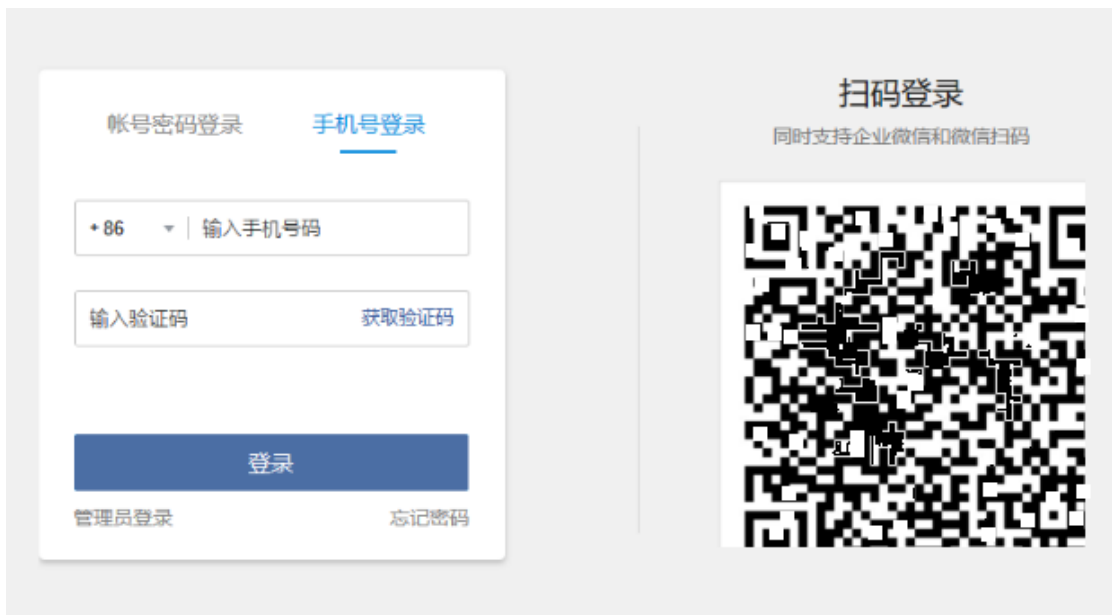 帐号密码登录 手机号登录
+86 输入手机号码
输入验证码 获取验证码
登录
管理员登录 忘记密码
扫码登录
同时支持企业微信和微信扫码